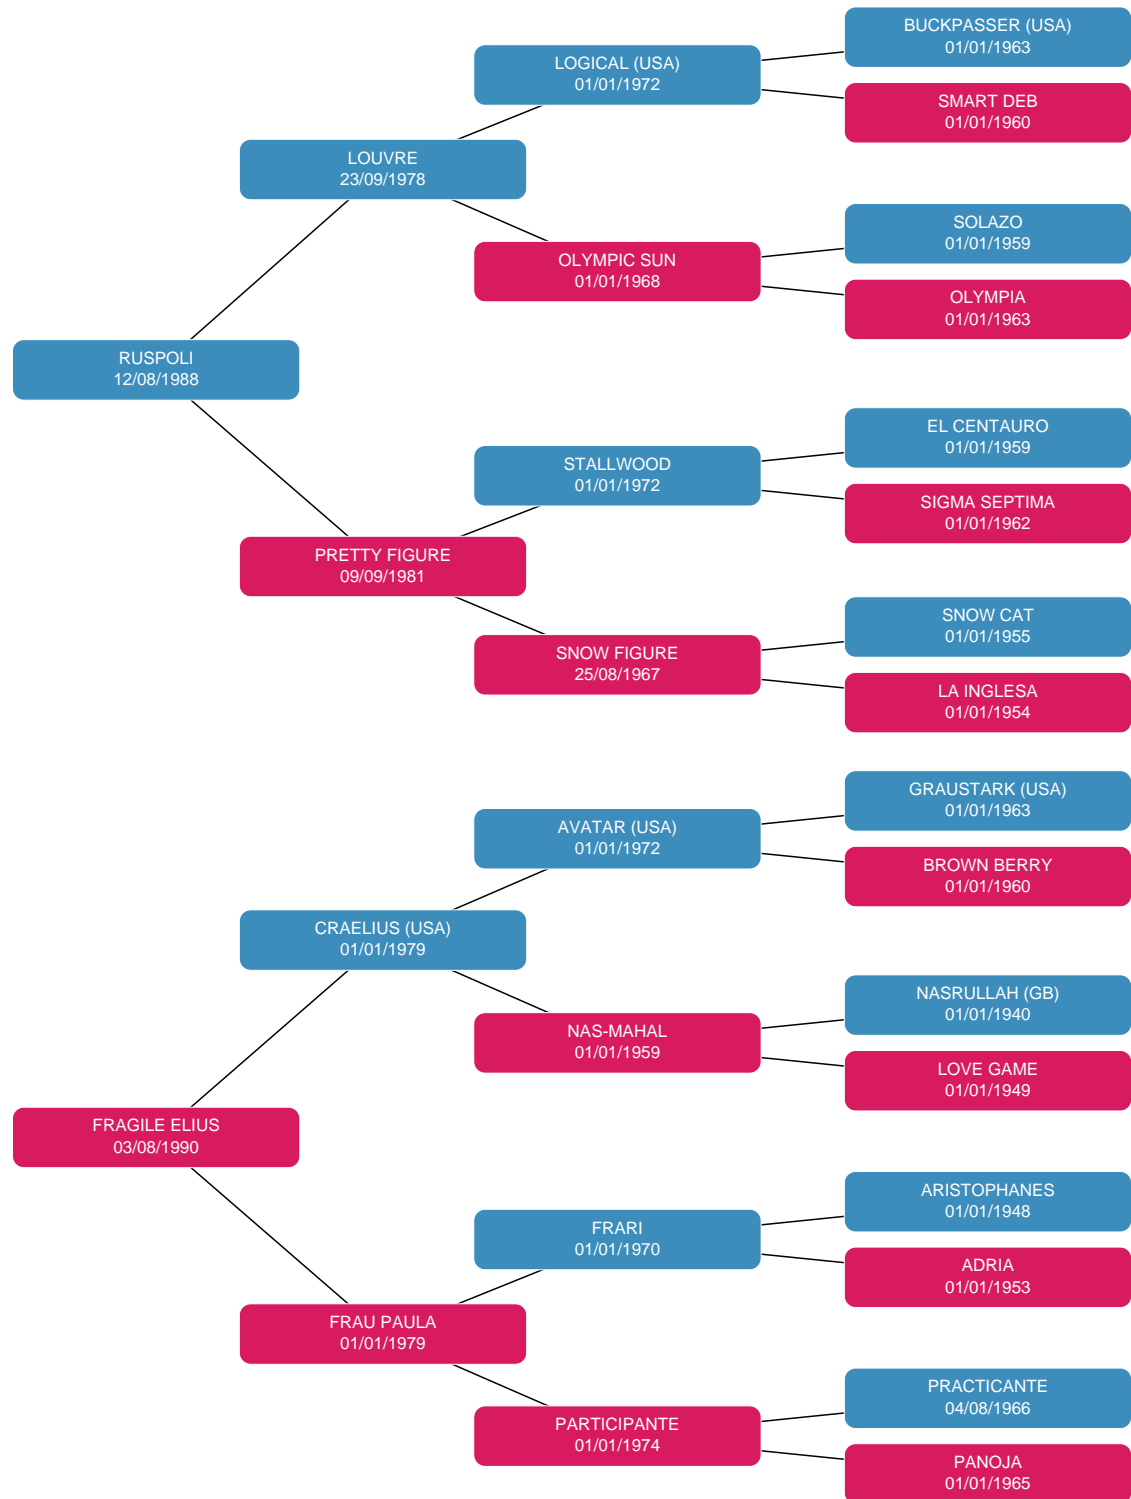 BUCKPASSER (USA)
01/01/1963
LOGICAL (USA)
01/01/1972
SMART DEB
01/01/1960
LOUVRE
23/09/1978
SOLAZO
01/01/1959
OLYMPIC SUN
01/01/1968
OLYMPIA
01/01/1963
RUSPOLI
12/08/1988
EL CENTAURO
01/01/1959
STALLWOOD
01/01/1972
SIGMA SEPTIMA
01/01/1962
PRETTY FIGURE
09/09/1981
SNOW CAT
01/01/1955
SNOW FIGURE
25/08/1967
LA INGLESA
01/01/1954
GRAUSTARK (USA)
01/01/1963
AVATAR (USA)
01/01/1972
BROWN BERRY
01/01/1960
CRAELIUS (USA)
01/01/1979
NASRULLAH (GB)
01/01/1940
NAS-MAHAL
01/01/1959
LOVE GAME
01/01/1949
FRAGILE ELIUS
03/08/1990
ARISTOPHANES
01/01/1948
FRARI
01/01/1970
ADRIA
01/01/1953
FRAU PAULA
01/01/1979
PRACTICANTE
04/08/1966
PARTICIPANTE
01/01/1974
PANOJA
01/01/1965